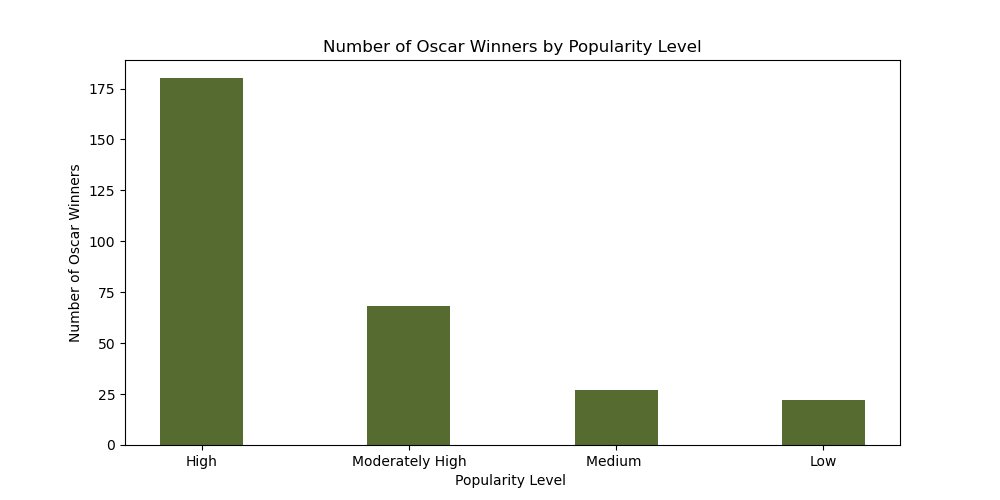 Number of Oscar Winners by Popularity Level
Number of Oscar Winners
175
150
125
100
75
50
25
0
High
Moderately High
Medium
Low
Popularity Level